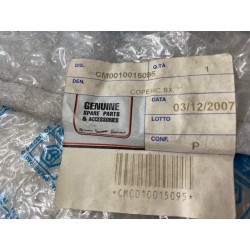 DIS. CM0010015095 Q.TA 1
DEN. COPERC.SX
DATA 03/12/2007
LOTTO
CONF. P
GENUINE
SPARE PARTS
& ACCESSORIES
*CM0010015095*